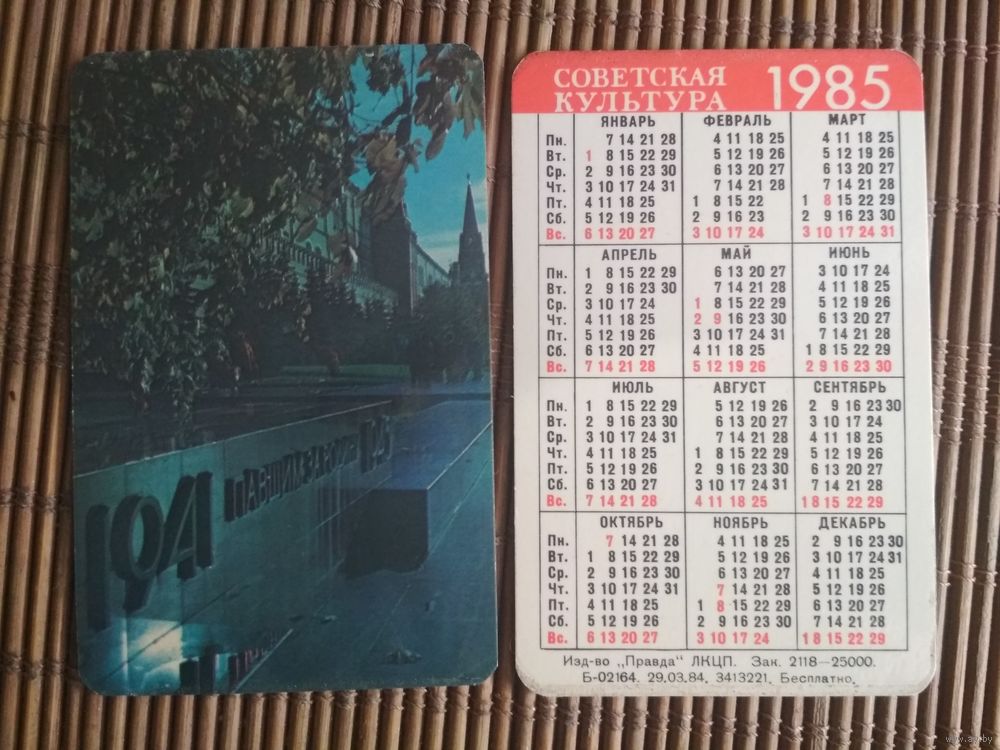 1941 ПАВШИМ ЗА РОДИНУ 1945
СОВЕТСКАЯ
КУЛЬТУРА 1985
ЯНВАРЬ ФЕВРАЛЬ МАРТ
Пн. 7 14 21 28 4 11 18 25 4 11 18 25
Вт. 1 8 15 22 29 5 12 19 26 5 12 19 26
Ср. 2 9 16 23 30 6 13 20 27 6 13 20 27
Чт. 3 10 17 24 31 7 14 21 28 7 14 21 28
Пт. 4 11 18 25 1 8 15 22 1 8 15 22 29
Сб. 5 12 19 26 2 9 16 23 2 9 16 23 30
Вс. 6 13 20 27 3 10 17 24 3 10 17 24 31
АПРЕЛЬ МАЙ ИЮНЬ
Пн. 1 8 15 22 29 6 13 20 27 3 10 17 24
Вт. 2 9 16 23 30 7 14 21 28 4 11 18 25
Ср. 3 10 17 24 1 8 15 22 29 5 12 19 26
Чт. 4 11 18 25 2 9 16 23 30 6 13 20 27
Пт. 5 12 19 26 3 10 17 24 31 7 14 21 28
Сб. 6 13 20 27 4 11 18 25 1 8 15 22 29
Вс. 7 14 21 28 5 12 19 26 2 9 16 23 30
ИЮЛЬ АВГУСТ СЕНТЯБРЬ
Пн. 1 8 15 22 29 5 12 19 26 2 9 16 23 30
Вт. 2 9 16 23 30 6 13 20 27 3 10 17 24
Ср. 3 10 17 24 31 7 14 21 28 4 11 18 25
Чт. 4 11 18 25 1 8 15 22 29 5 12 19 26
Пт. 5 12 19 26 2 9 16 23 30 6 13 20 27
Сб. 6 13 20 27 3 10 17 24 31 7 14 21 28
Вс. 7 14 21 28 4 11 18 25 1 8 15 22 29
ОКТЯБРЬ НОЯБРЬ ДЕКАБРЬ
Пн. 7 14 21 28 4 11 18 25 2 9 16 23 30
Вт. 1 8 15 22 29 5 12 19 26 3 10 17 24 31
Ср. 2 9 16 23 30 6 13 20 27 4 11 18 25
Чт. 3 10 17 24 31 7 14 21 28 5 12 19 26
Пт. 4 11 18 25 1 8 15 22 29 6 13 20 27
Сб. 5 12 19 26 2 9 16 23 30 7 14 21 28
Вс. 6 13 20 27 3 10 17 24 1 8 15 22 29
Изд-во „Правда" ЛКЦП. Зак. 2118—25000.
Б-02164. 29.03.84. 3413221. Бесплатно.
www.ay.by